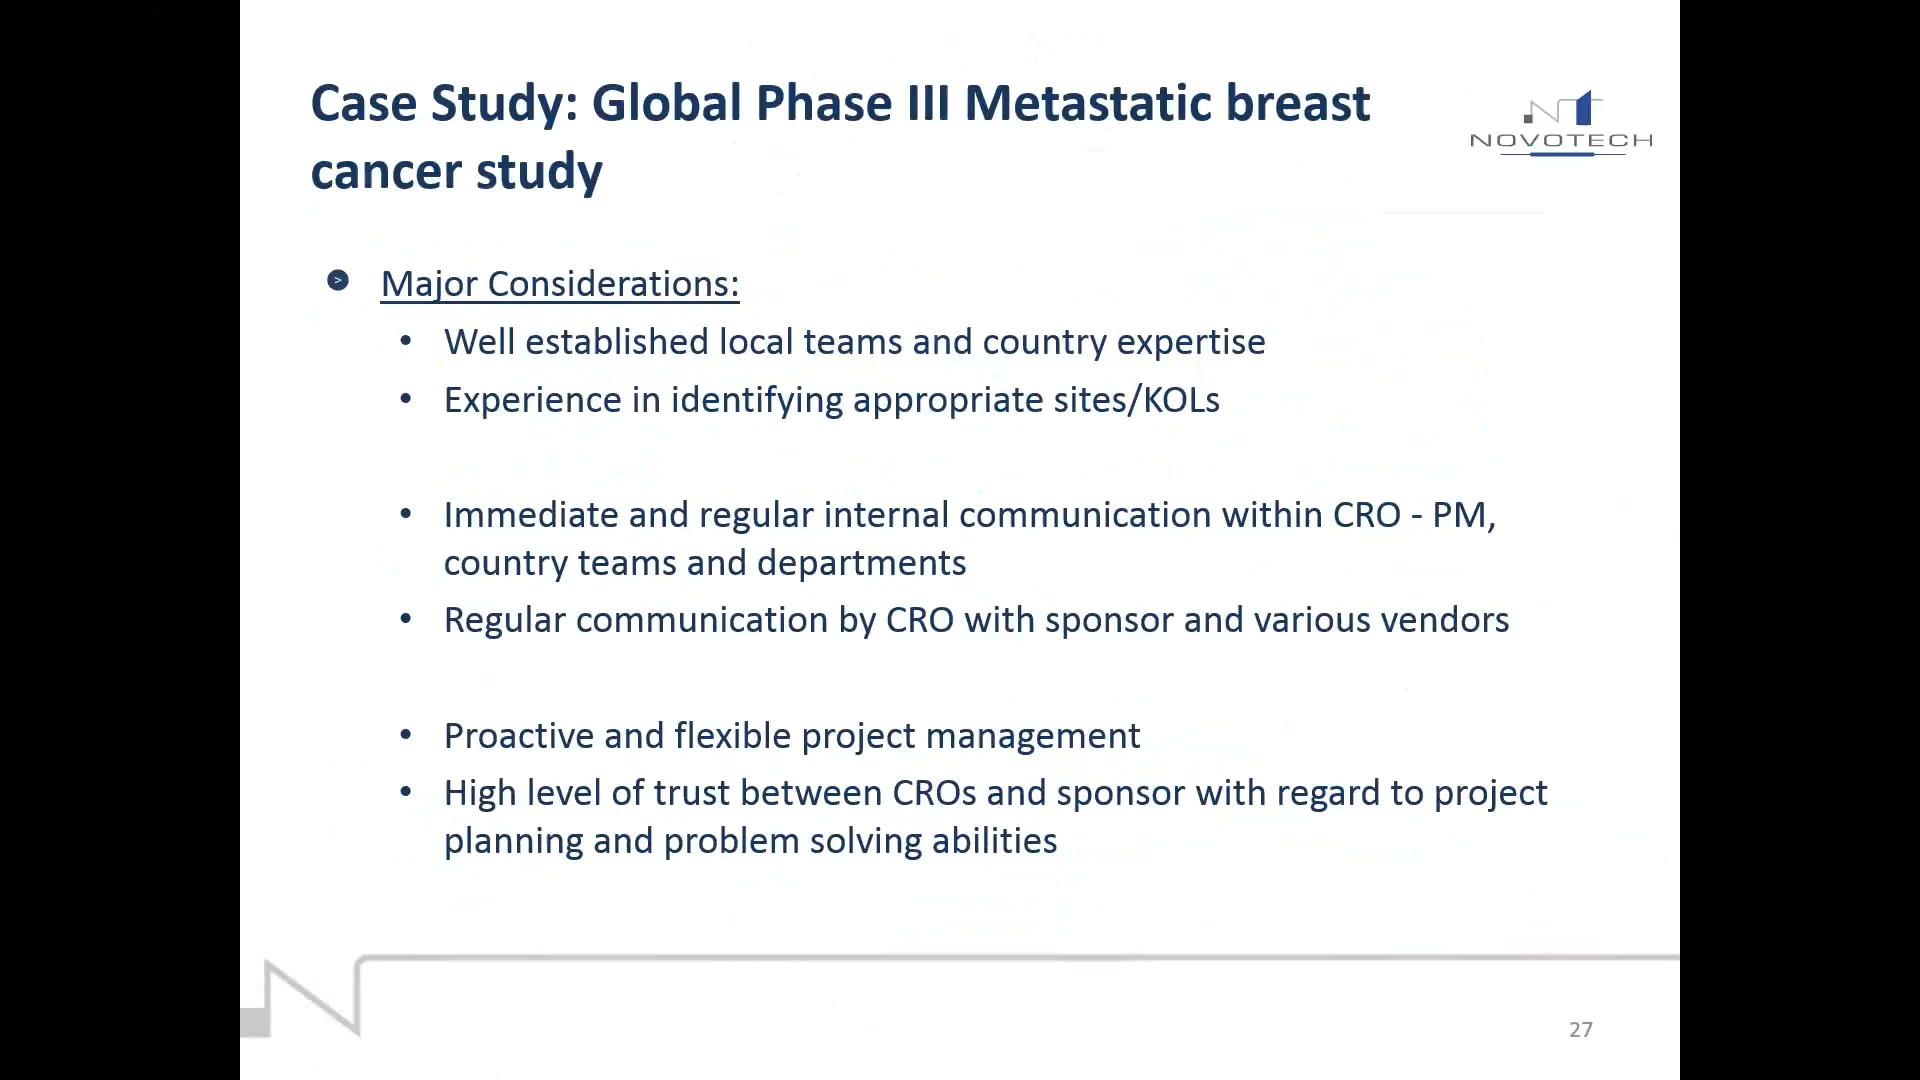 Case Study: Global Phase III Metastatic breast
cancer study
NOVOTECH
> Major Considerations:
• Well established local teams and country expertise
• Experience in identifying appropriate sites/KOLs
• Immediate and regular internal communication within CRO - PM,
country teams and departments
• Regular communication by CRO with sponsor and various vendors
• Proactive and flexible project management
• High level of trust between CROs and sponsor with regard to project
planning and problem solving abilities
27